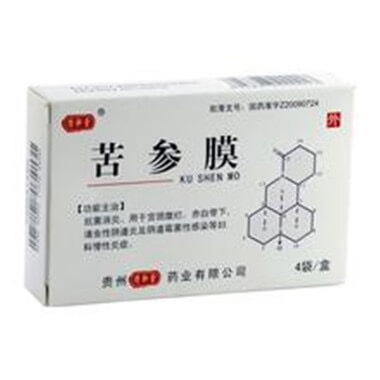 批准文号:国药准字Z20080724
苦参膜
外
KU SHEN MO
【功能主治】
抗菌消炎。用于宫颈糜烂,赤白带下,
滴虫性阴道炎及阴道霉菌性感染等妇
科慢性炎症。
贵州 药业有限公司
4袋/盒